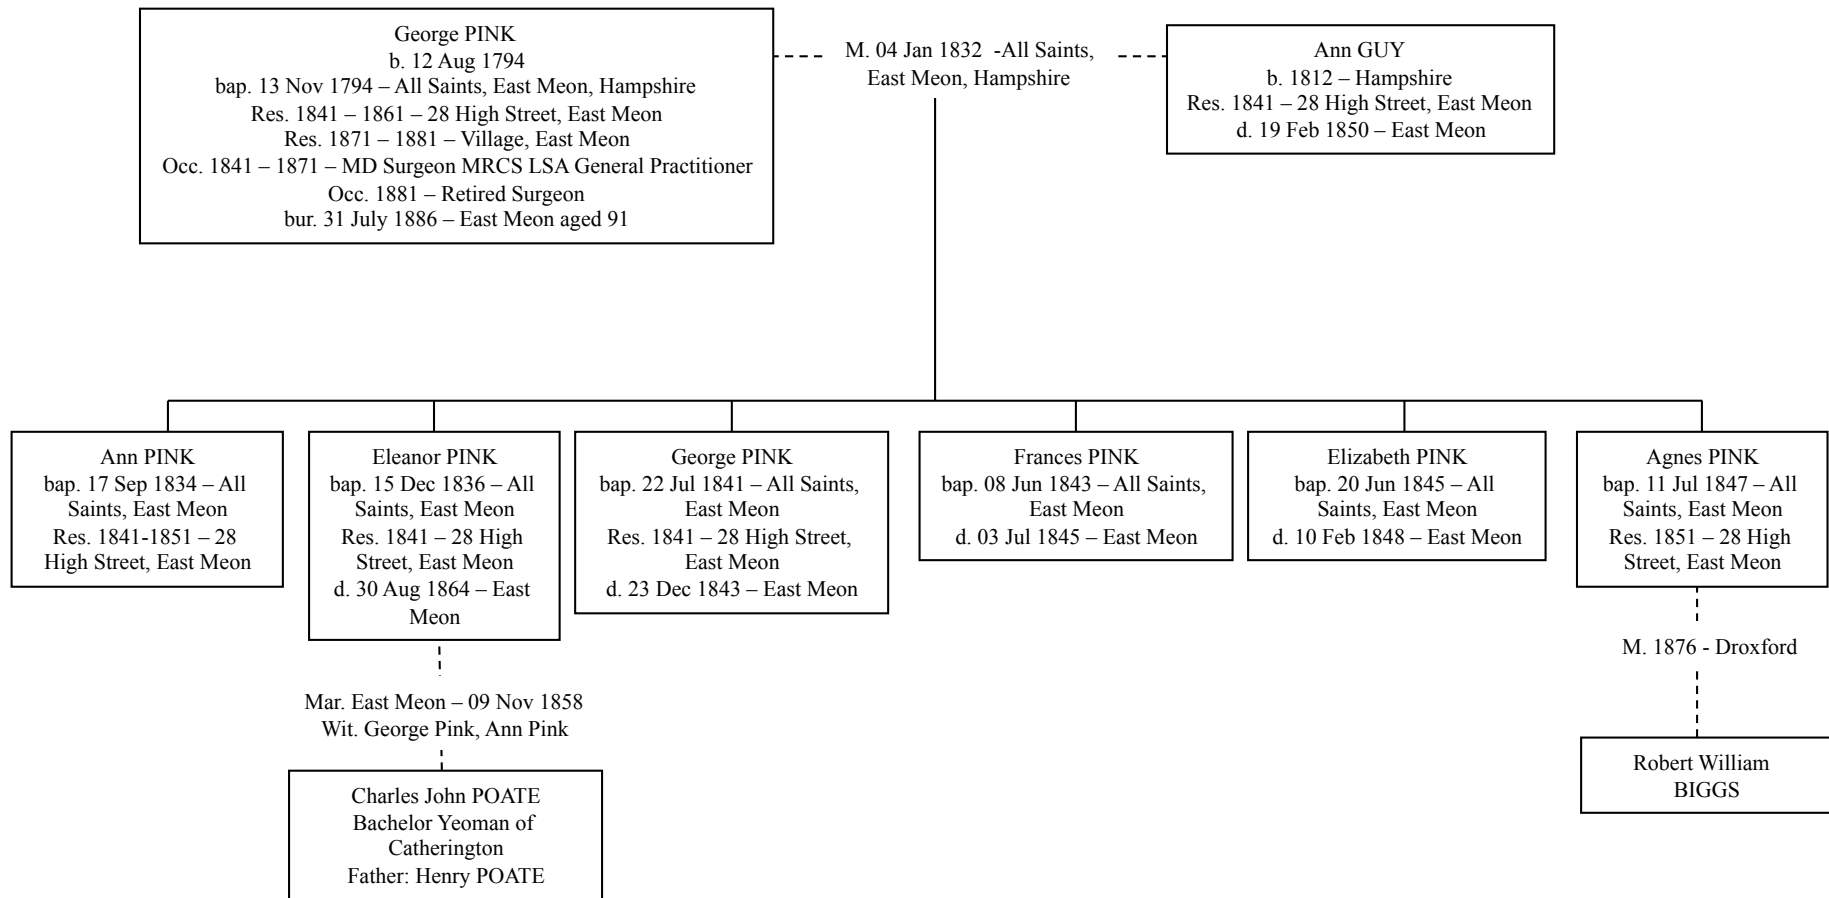 George PINK
b. 12 Aug 1794
bap. 13 Nov 1794 – All Saints, East Meon, Hampshire
Res. 1841 – 1861 – 28 High Street, East Meon
Res. 1871 – 1881 – Village, East Meon
Occ. 1841 – 1871 – MD Surgeon MRCS LSA General Practitioner
Occ. 1881 – Retired Surgeon
bur. 31 July 1886 – East Meon aged 91
M. 04 Jan 1832 -All Saints,
East Meon, Hampshire
Ann GUY
b. 1812 – Hampshire
Res. 1841 – 28 High Street, East Meon
d. 19 Feb 1850 – East Meon
Ann PINK
bap. 17 Sep 1834 – All
Saints, East Meon
Res. 1841-1851 – 28
High Street, East Meon
Eleanor PINK
bap. 15 Dec 1836 – All
Saints, East Meon
Res. 1841 – 28 High
Street, East Meon
d. 30 Aug 1864 – East
Meon
George PINK
bap. 22 Jul 1841 – All Saints,
East Meon
Res. 1841 – 28 High Street,
East Meon
d. 23 Dec 1843 – East Meon
Frances PINK
bap. 08 Jun 1843 – All Saints,
East Meon
d. 03 Jul 1845 – East Meon
Elizabeth PINK
bap. 20 Jun 1845 – All
Saints, East Meon
d. 10 Feb 1848 – East Meon
Agnes PINK
bap. 11 Jul 1847 – All
Saints, East Meon
Res. 1851 – 28 High
Street, East Meon
Mar. East Meon – 09 Nov 1858
Wit. George Pink, Ann Pink
M. 1876 - Droxford
Charles John POATE
Bachelor Yeoman of
Catherington
Father: Henry POATE
Robert William
BIGGS